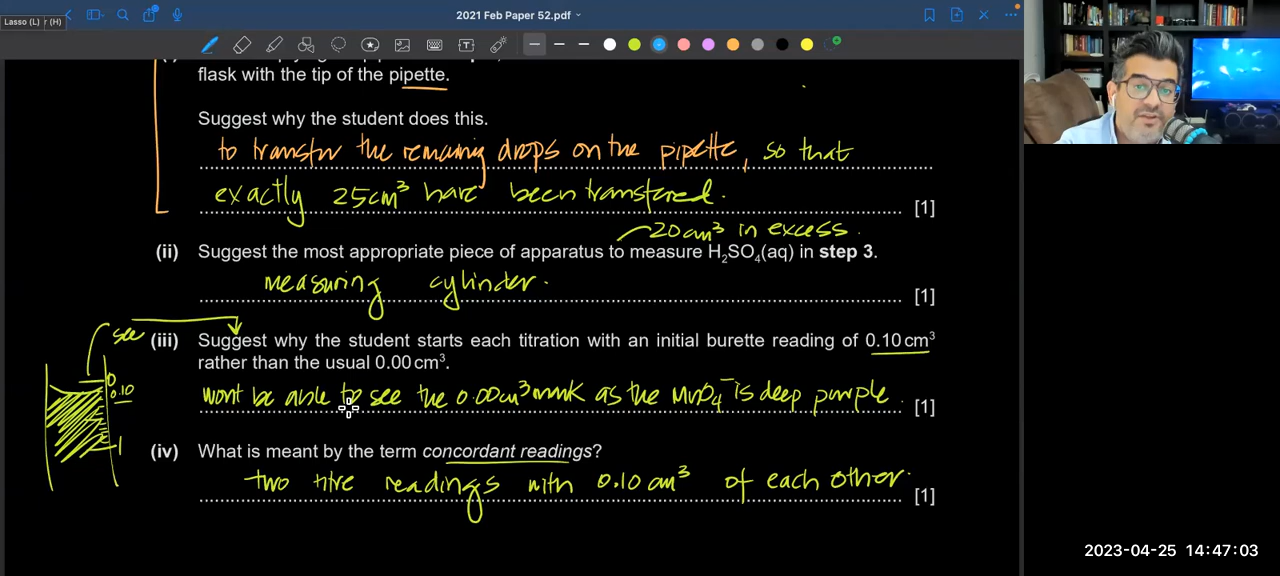 Lasso (L)
r (H)
2021 Feb Paper 52.pdf
flask with the tip of the pipette.
Suggest why the student does this.
to transfer the remaining drops on the pipette, so that
exactly 25cm³ have been transfered.
[1]
20cm³ in excess.
(ii) Suggest the most appropriate piece of apparatus to measure H₂SO₄(aq) in step 3.
measuring cylinder.
[1]
see
(iii) Suggest why the student starts each titration with an initial burette reading of 0.10 cm³
rather than the usual 0.00 cm³.
0
0.10
1
wont be able to see the 0.00cm³ mark as the MnO₄⁻ is deep purple.
[1]
(iv) What is meant by the term concordant readings?
two titre readings with 0.10 cm³ of each other.
[1]
2023-04-25 14:47:03